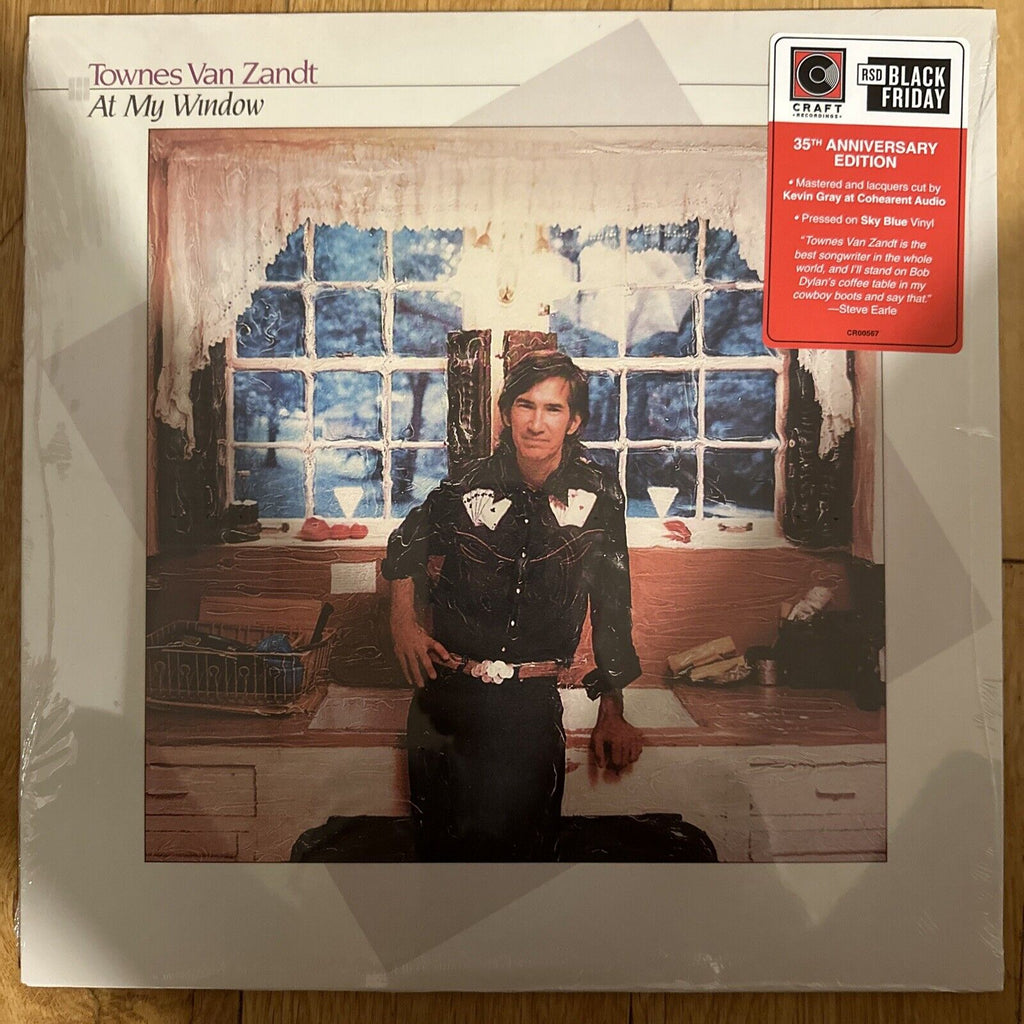 Townes Van Zandt
At My Window
CRAFT
•RECORDINGS•
RSD BLACK
FRIDAY
35TH ANNIVERSARY
EDITION
• Mastered and lacquers cut by
Kevin Gray at Cohearent Audio
• Pressed on Sky Blue Vinyl
"Townes Van Zandt is the
best songwriter in the whole
world, and I'll stand on Bob
Dylan's coffee table in my
cowboy boots and say that."
—Steve Earle
CR00567